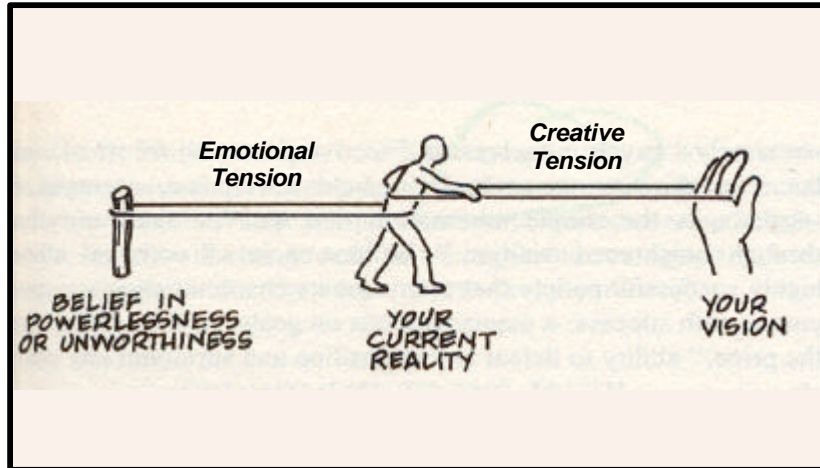 Emotional
Tension
Creative
Tension
BELIEF IN
POWERLESSNESS
OR UNWORTHINESS
YOUR
CURRENT
REALITY
YOUR
VISION